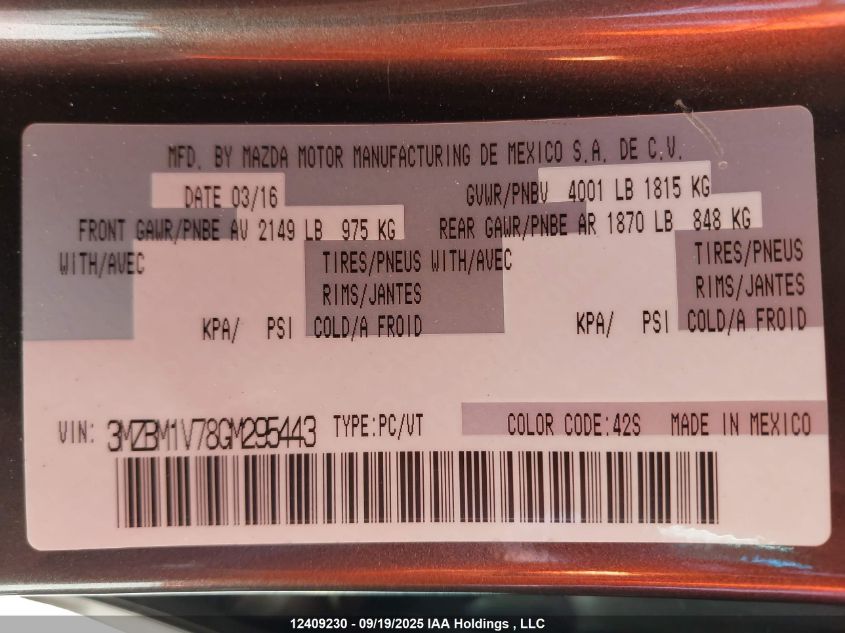 MFD. BY MAZDA MOTOR MANUFACTURING DE MEXICO S.A. DE C.V.
DATE 03/16 GVWR/PNBV 4001 LB 1815 KG
FRONT GAWR/PNBE AV 2149 LB 975 KG REAR GAWR/PNBE AR 1870 LB 848 KG
WITH/AVEC TIRES/PNEUS WITH/AVEC TIRES/PNEUS
RIMS/JANTES RIMS/JANTES
KPA/ PSI COLD/A FROID KPA/ PSI COLD/A FROID
VIN: 3MZBM1V78GM295443 TYPE:PC/VT COLOR CODE:42S MADE IN MEXICO
12409230 - 09/19/2025 IAA Holdings , LLC